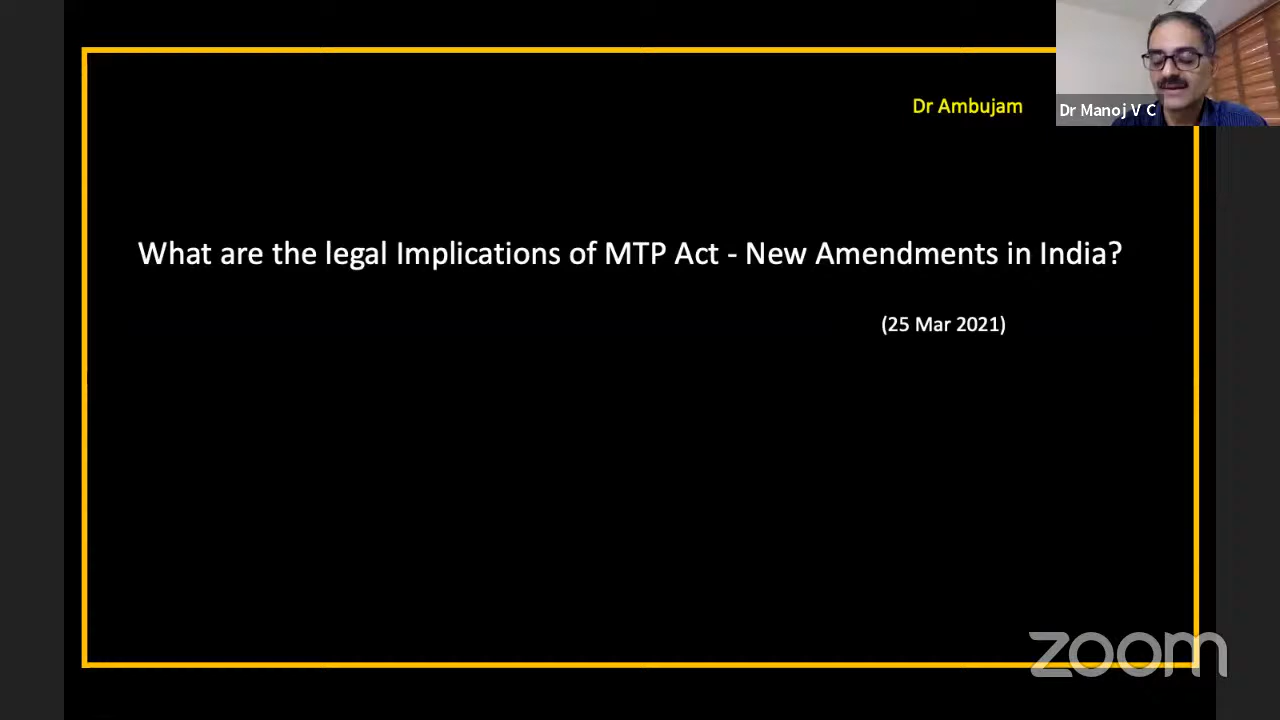 Dr Ambujam
Dr Manoj V C
What are the legal Implications of MTP Act - New Amendments in India?
(25 Mar 2021)
zoom